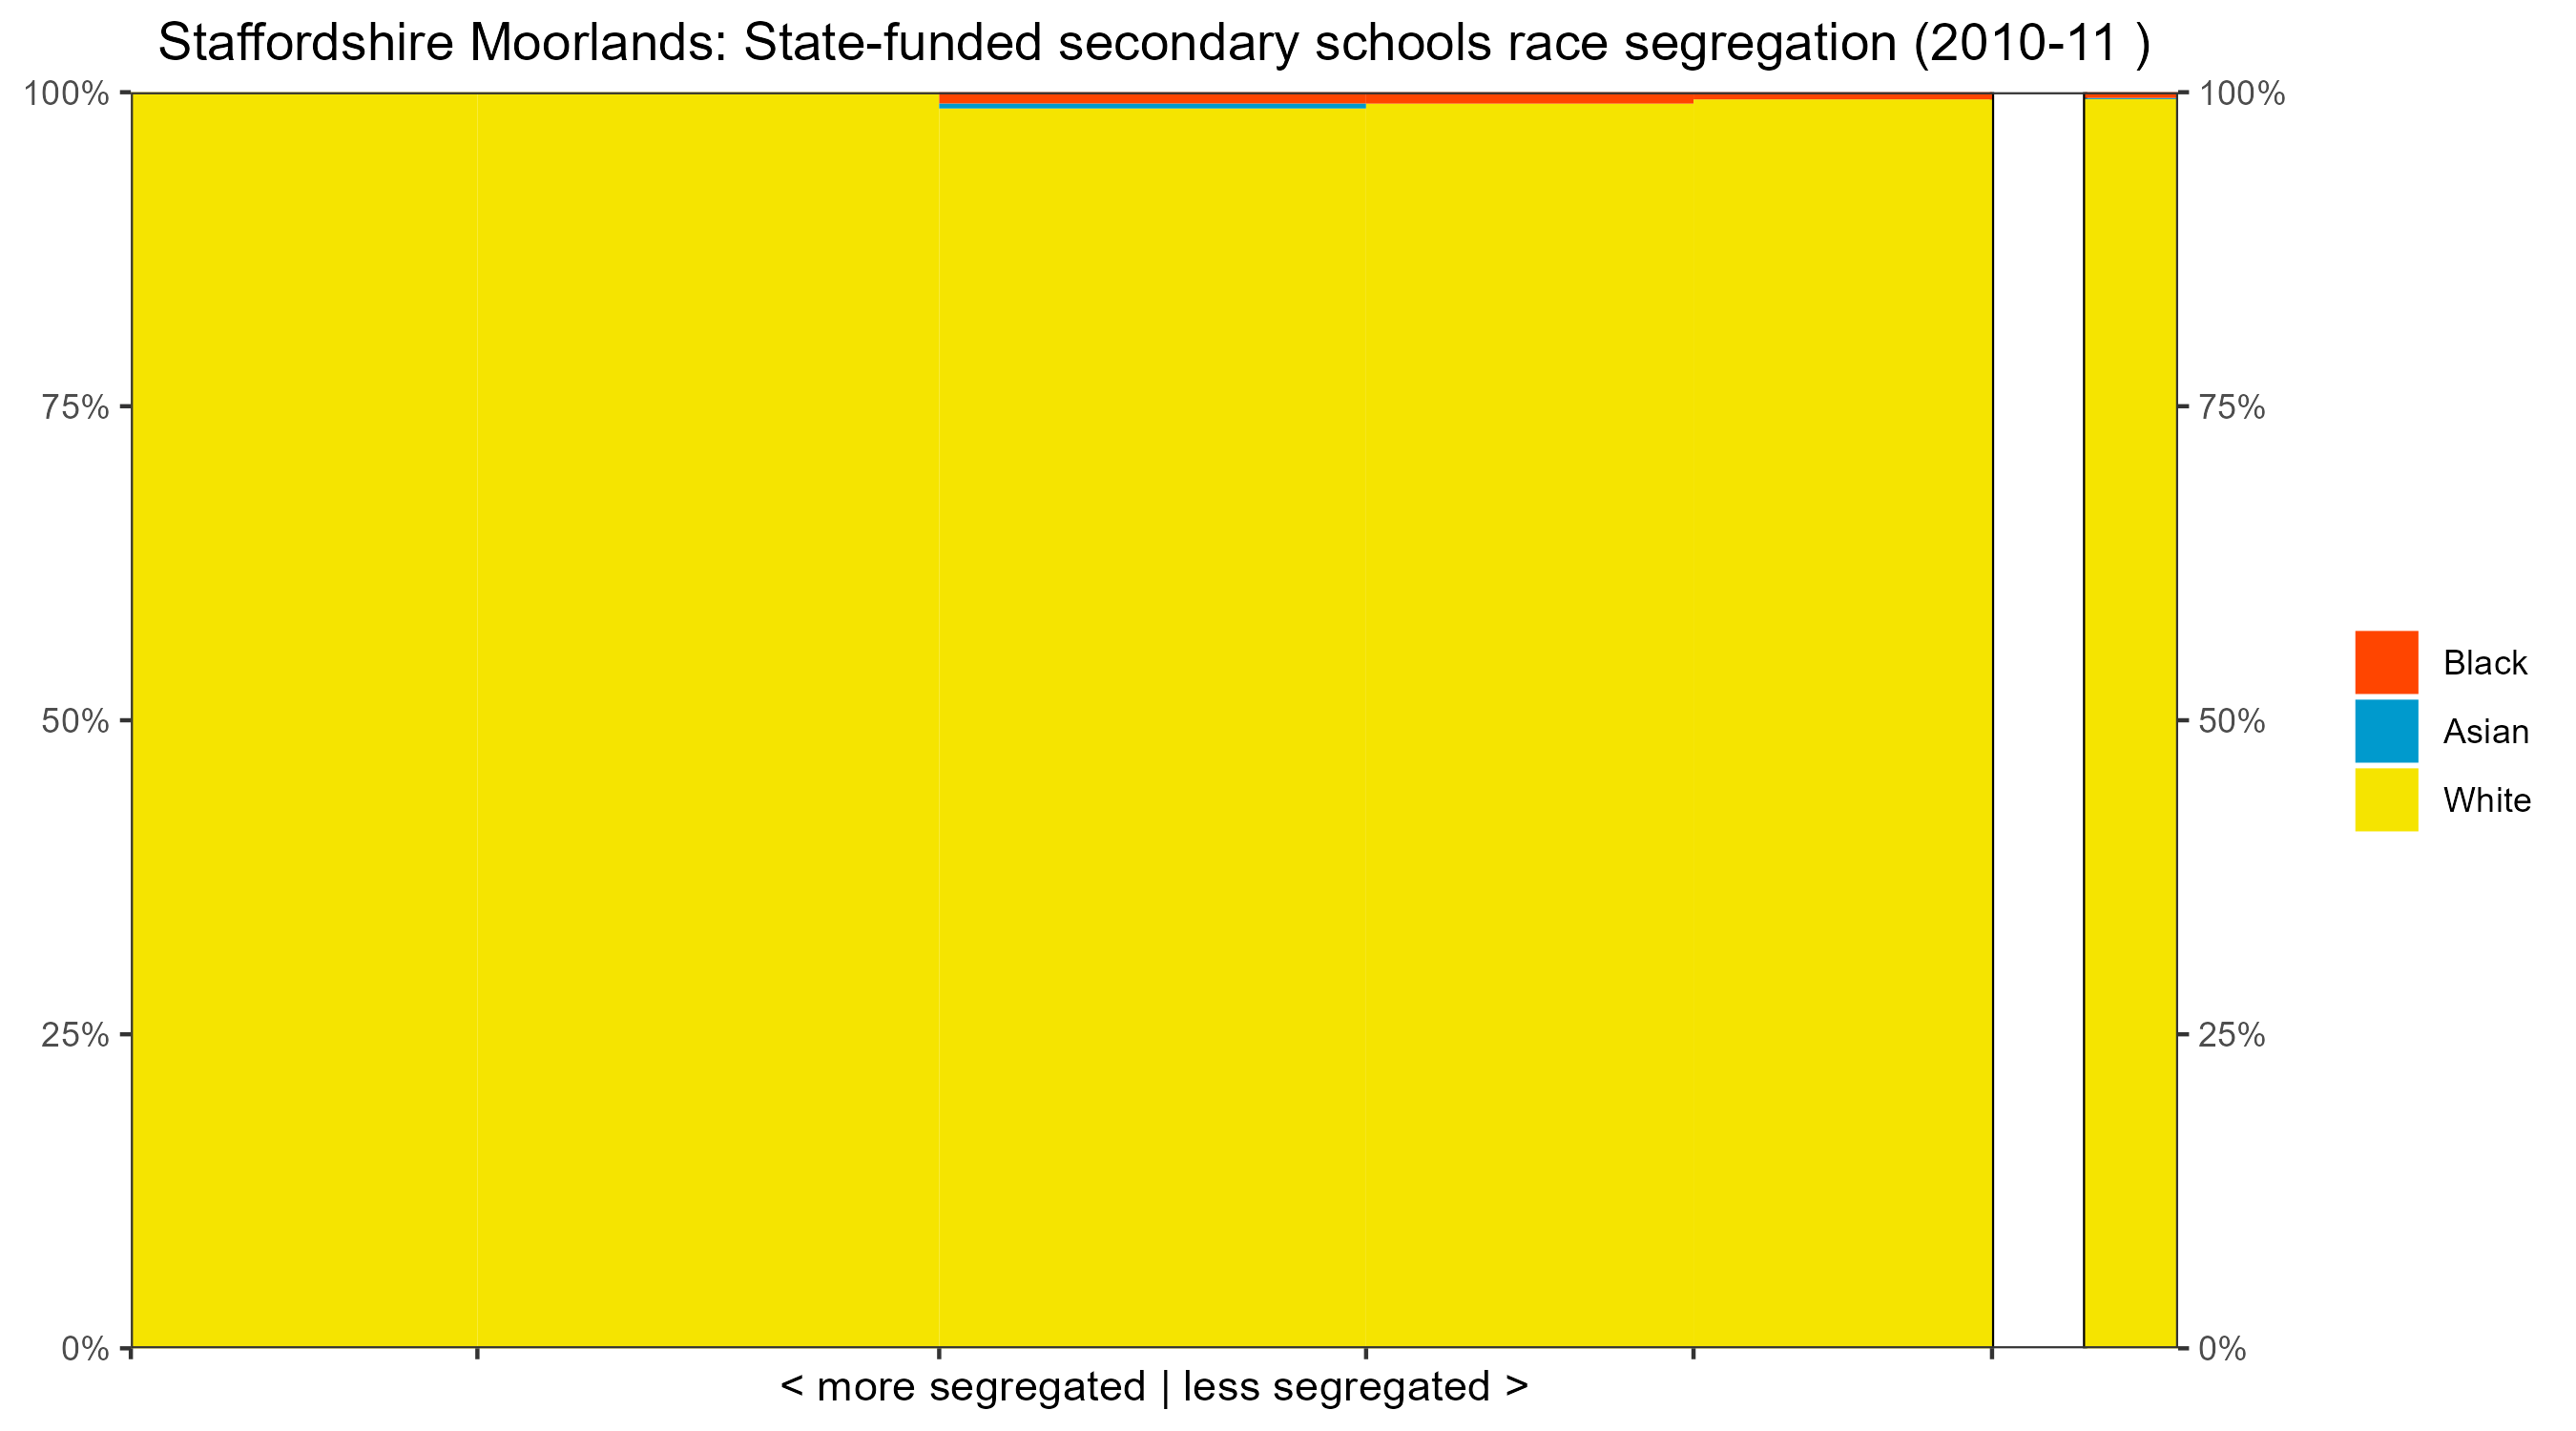 Staffordshire Moorlands: State-funded secondary schools race segregation (2010-11 )
100%
75%
50%
25%
0%
100%
75%
50%
25%
0%
Black
Asian
White
< more segregated | less segregated >